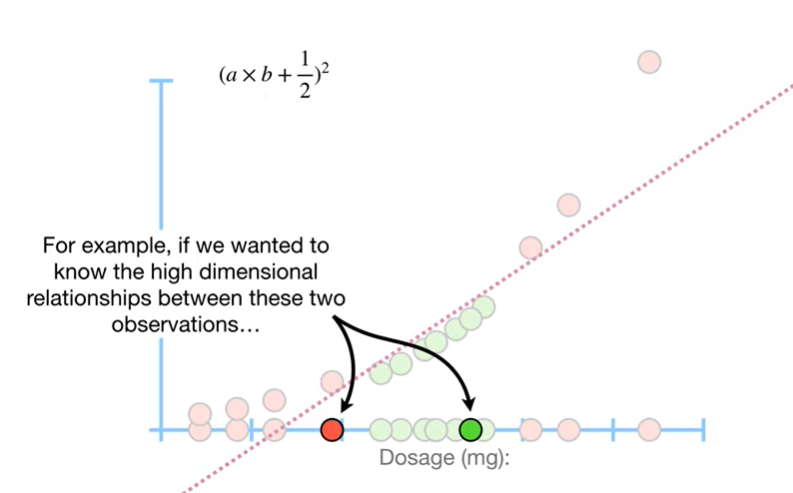 (a × b + 1/2)²
For example, if we wanted to
know the high dimensional
relationships between these two
observations…
Dosage (mg):